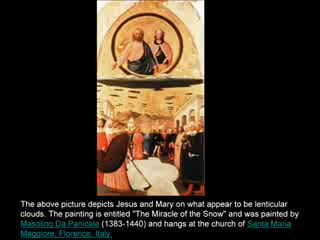 The above picture depicts Jesus and Mary on what appear to be lenticular
clouds. The painting is entitled "The Miracle of the Snow" and was painted by
Masolino Da Panicale (1383-1440) and hangs at the church of Santa Maria
Maggiore, Florence, Italy.